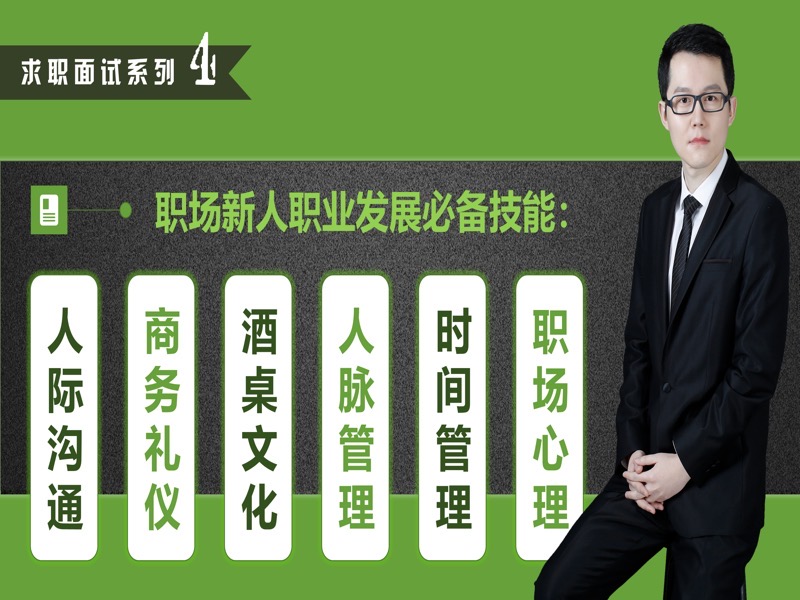 求职面试系列 4
职场新人职业发展必备技能：
人际沟通
商务礼仪
酒桌文化
人脉管理
时间管理
职场心理